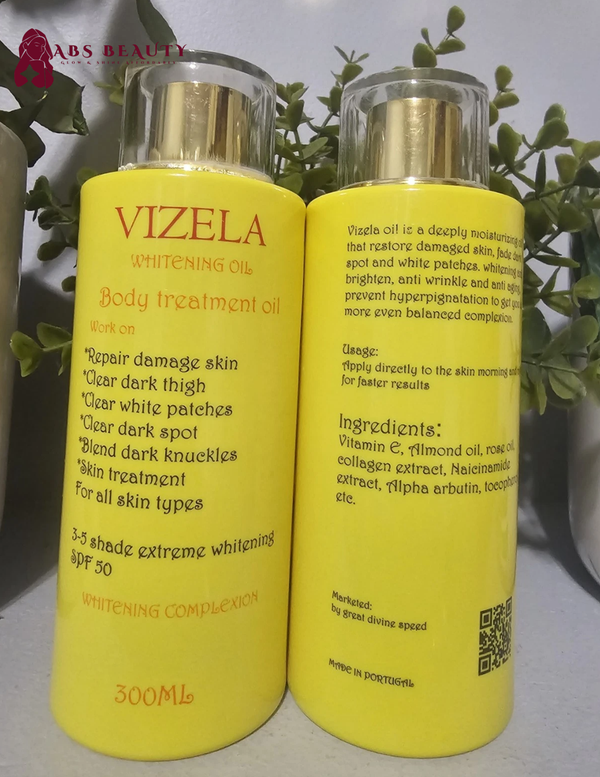 ABS BEAUTY
GLOW & SHINE
VIZELA
WHITENING OIL
Body treatment oil
Work on
*Repair damage skin
*Clear dark thigh
*Clear white patches
*Clear dark spot
*Blend dark knuckles
*Skin treatment
For all skin types
3-5 shade extreme whitening
SPF 50
WHITENING COMPLEXION
300ML
Vizela oil is a deeply moisturizing
that restore damaged skin, fade
spot and white patches. whitening
brighten, anti wrinkle and anti aging,
prevent hyperpignatation to get
more even balanced complexion.
Usage:
Apply directly to the skin morning and
for faster results
Ingredients:
Vitamin E, Almond oil, rose oil,
collagen extract, Naicinamide
extract, Alpha arbutin,
etc.
Marketed:
by great divine speed
MADE IN PORTUGAL